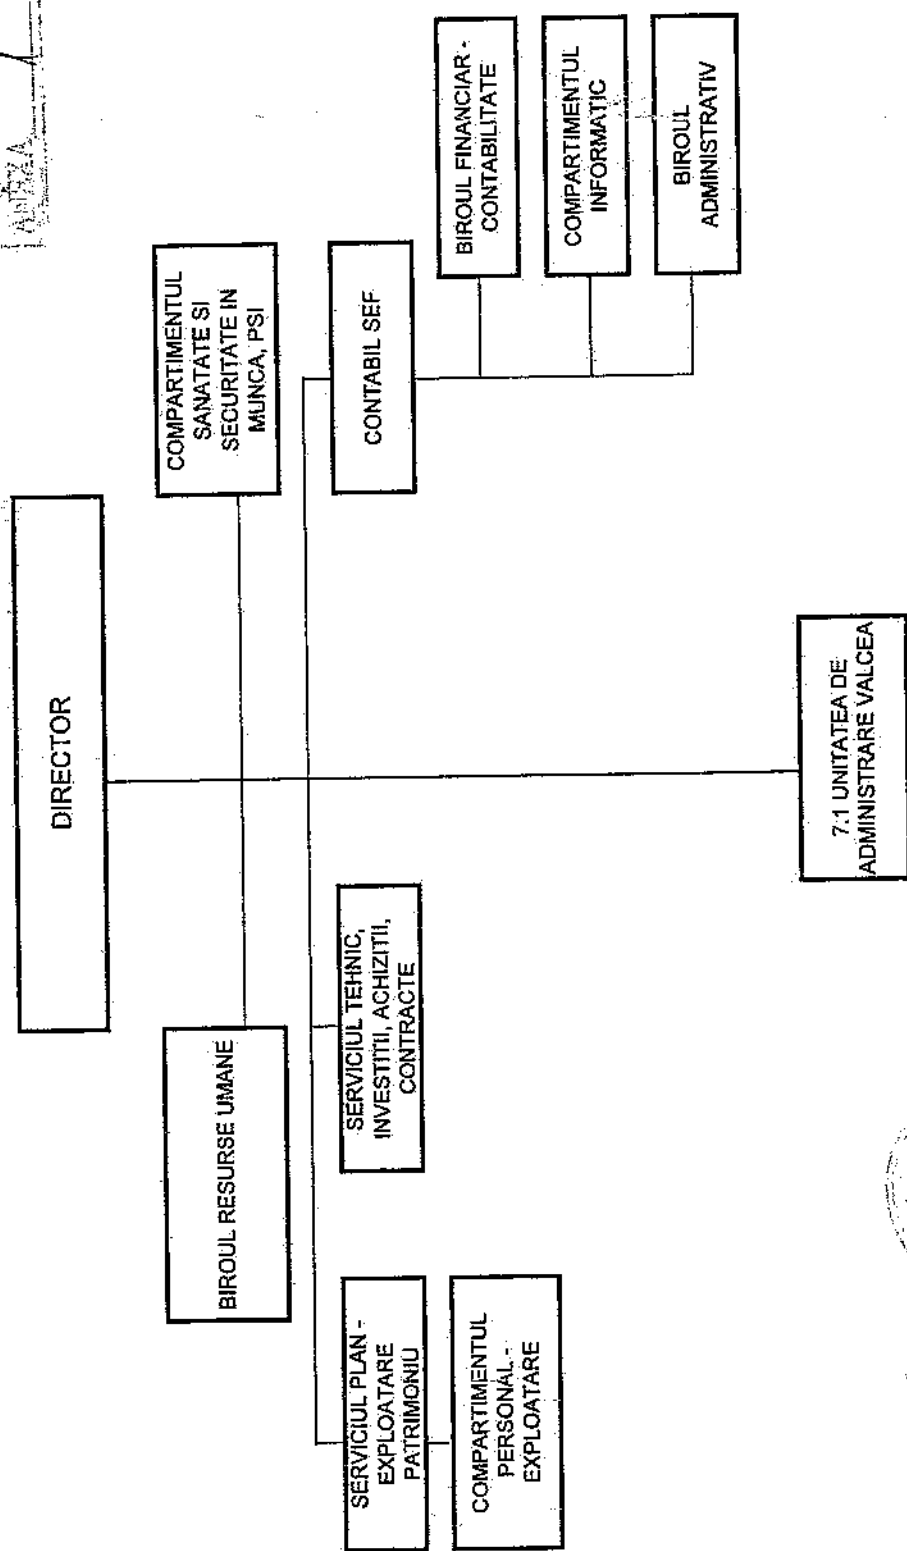 ANEXA
DIRECTOR
BIROUL RESURSE UMANE
COMPARTIMENTUL
SANATATE SI
SECURITATE IN
MUNCA, PSI
SERVICIUL PLAN -
EXPLOATARE
PATRIMONIU
SERVICIUL TEHNIC,
INVESTITII, ACHIZITII,
CONTRACTE
CONTABIL SEF
COMPARTIMENTUL
PERSONAL -
EXPLOATARE
BIROUL FINANCIAR -
CONTABILITATE
COMPARTIMENTUL
INFORMATIC
BIROUL
ADMINISTRATIV
7.1 UNITATEA DE
ADMINISTRARE VALCEA